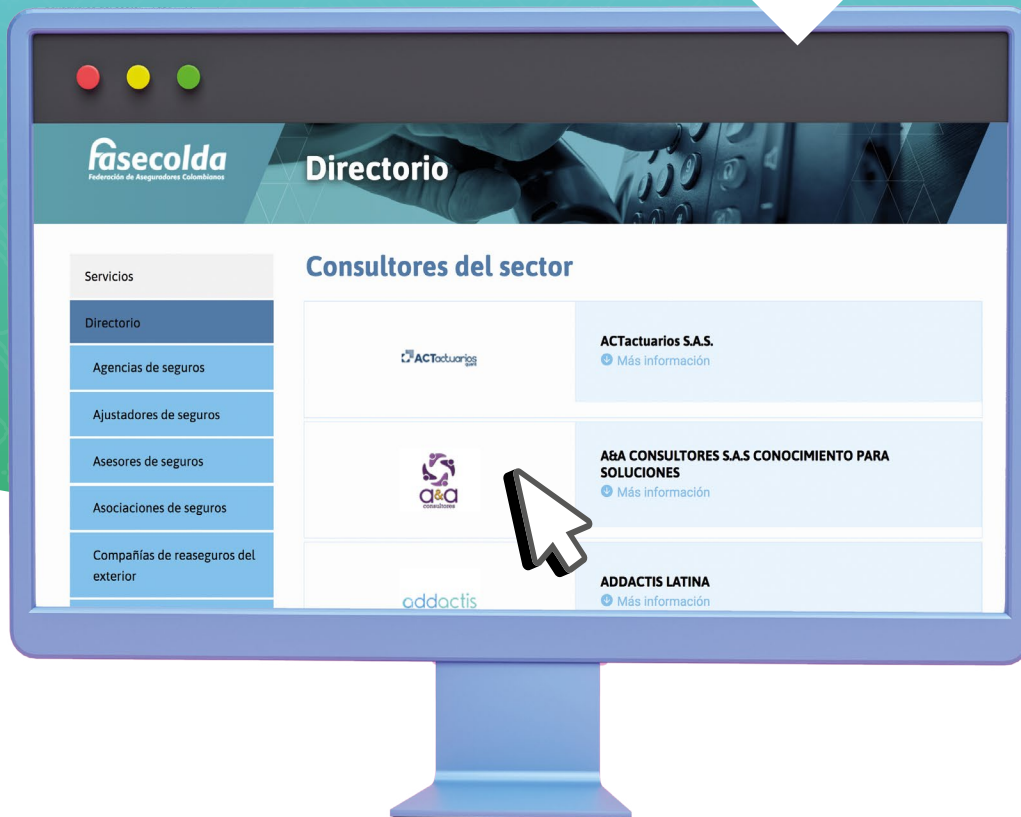 fasecolda
Federación de Aseguradores Colombianos
Directorio
Servicios
Directorio
Agencias de seguros
Ajustadores de seguros
Asesores de seguros
Asociaciones de seguros
Compañías de reaseguros del
exterior
Consultores del sector
ACTactuarios
quant
ACTactuarios S.A.S.
Más información
a&a
consultores
A&A CONSULTORES S.A.S CONOCIMIENTO PARA
SOLUCIONES
Más información
addactis
ADDACTIS LATINA
Más información